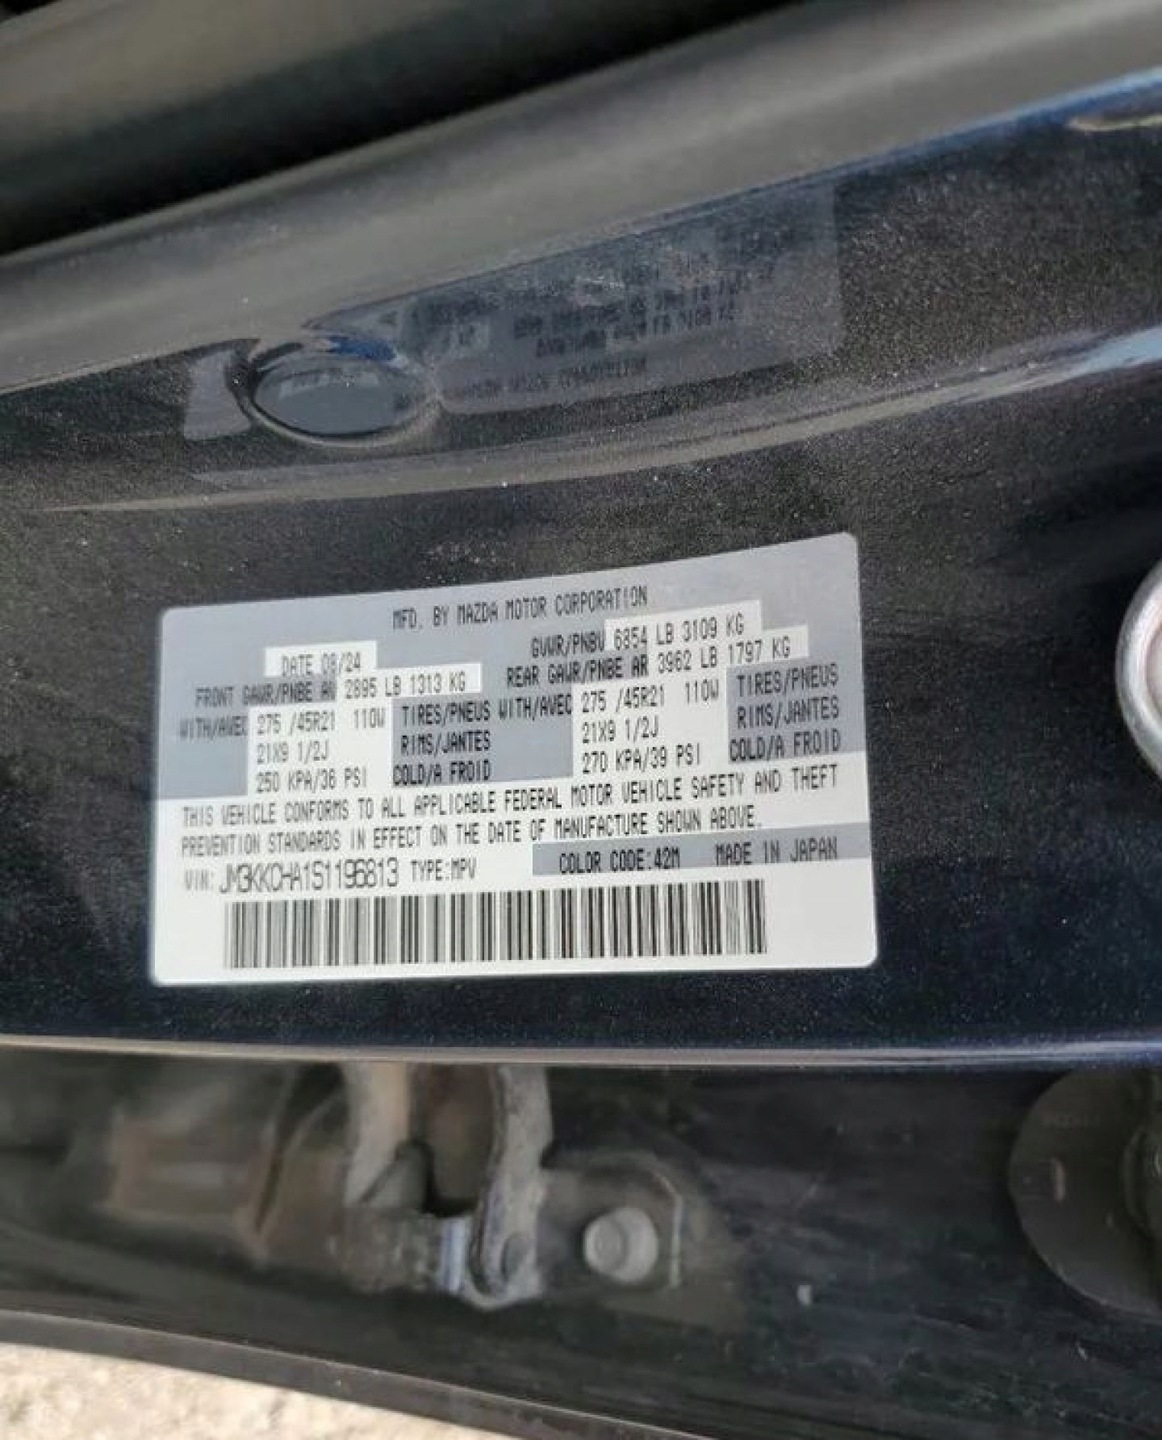 MFD. BY MAZDA MOTOR CORPORATION
DATE 08/24 GVWR/PNBV 6854 LB 3109 KG
FRONT GAWR/PNBE AV 2895 LB 1313 KG REAR GAWR/PNBE AR 3962 LB 1797 KG
WITH/AVEC 275 /45R21 110W TIRES/PNEUS WITH/AVEC 275 /45R21 110W TIRES/PNEUS
21X9 1/2J RIMS/JANTES 21X9 1/2J RIMS/JANTES
250 KPA/36 PSI COLD/A FROID 270 KPA/39 PSI COLD/A FROID
THIS VEHICLE CONFORMS TO ALL APPLICABLE FEDERAL MOTOR VEHICLE SAFETY AND THEFT
PREVENTION STANDARDS IN EFFECT ON THE DATE OF MANUFACTURE SHOWN ABOVE.
VIN: JM3KKCHA1S1196813 TYPE:MPV COLOR CODE:42M MADE IN JAPAN